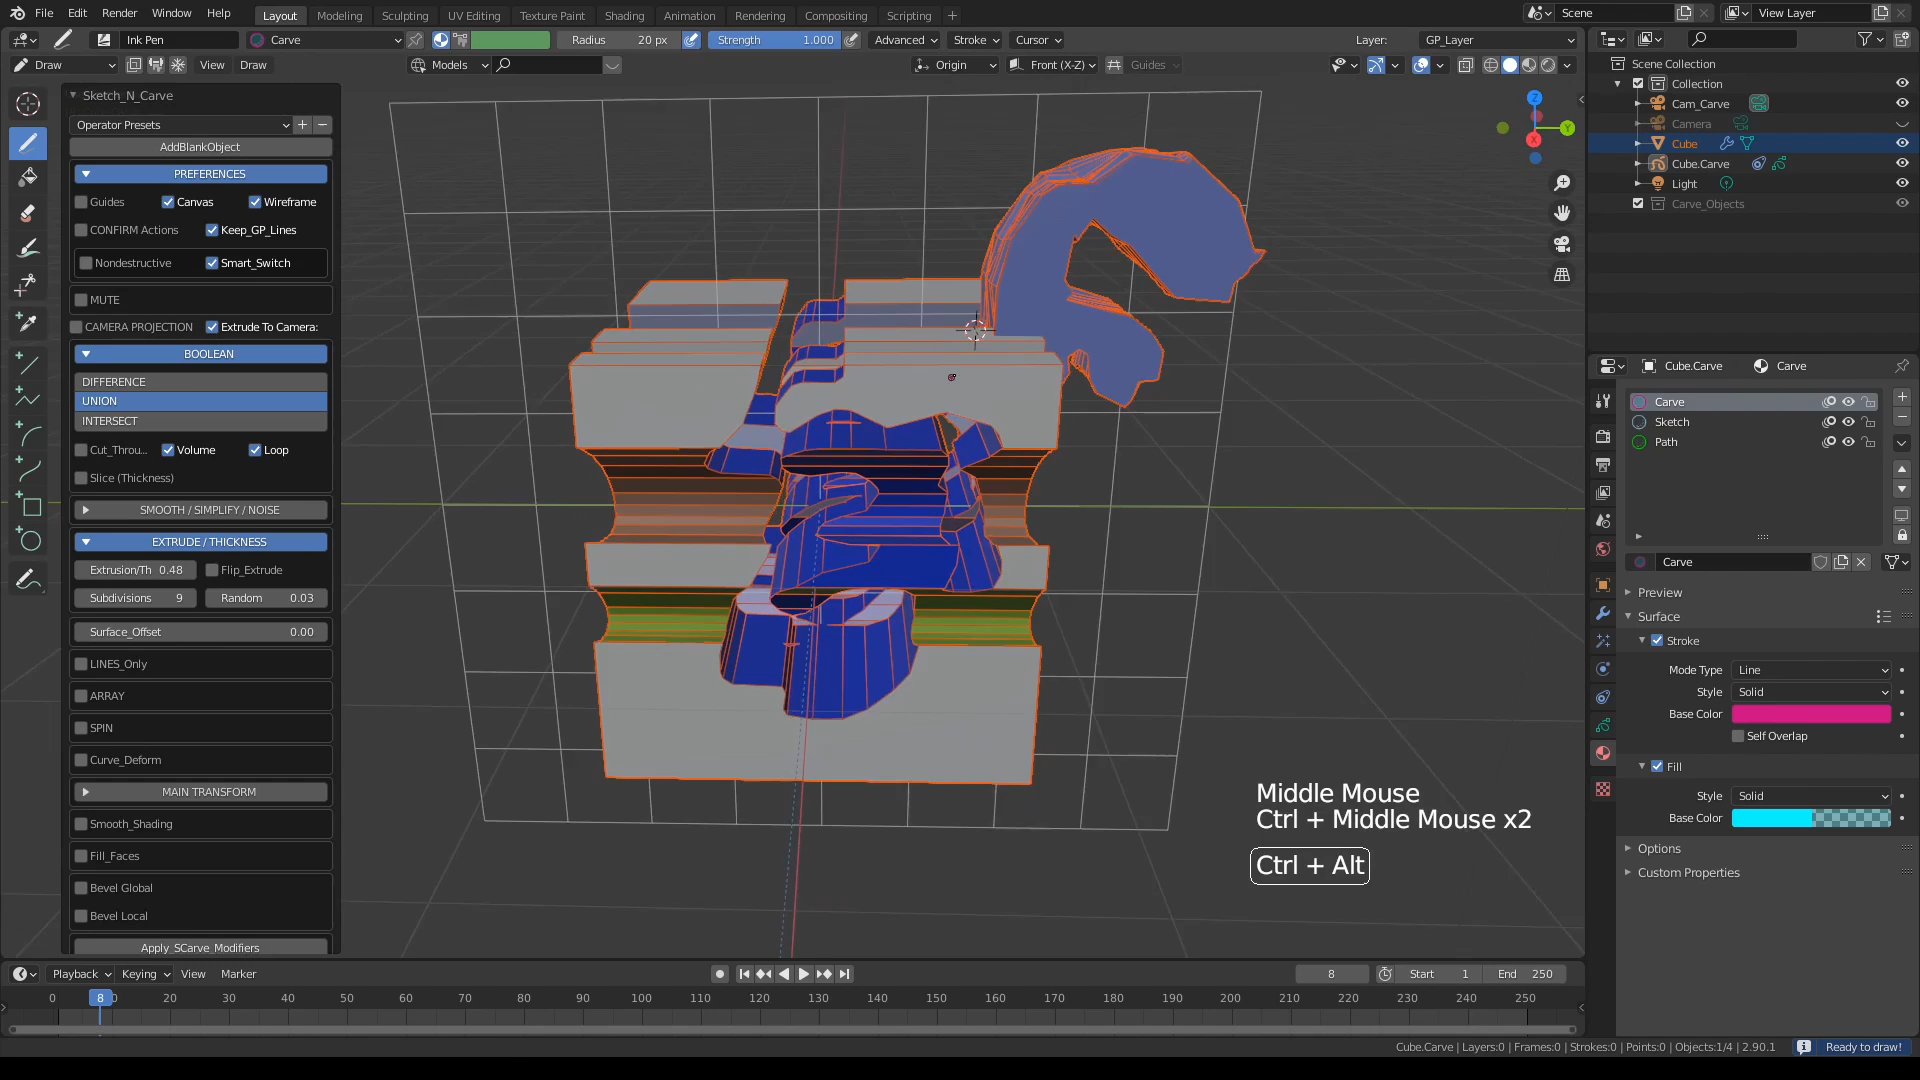 File Edit Render Window Help Layout Modeling Sculpting UV Editing Texture Paint Shading Animation Rendering Compositing Scripting + Scene View Layer
Ink Pen Carve Radius 20 px Strength 1.000 Advanced Stroke Cursor Layer: GP_Layer
Draw View Draw Models Origin Front (X-Z) Guides
Sketch_N_Carve
Operator Presets
AddBlankObject
PREFERENCES
Guides Canvas Wireframe
CONFIRM Actions Keep_GP_Lines
Nondestructive Smart_Switch
MUTE
CAMERA PROJECTION Extrude To Camera:
BOOLEAN
DIFFERENCE
UNION
INTERSECT
Cut_Throu... Volume Loop
Slice (Thickness)
SMOOTH / SIMPLIFY / NOISE
EXTRUDE / THICKNESS
Extrusion/Th 0.48 Flip_Extrude
Subdivisions 9 Random 0.03
Surface_Offset 0.00
LINES_Only
ARRAY
SPIN
Curve_Deform
MAIN TRANSFORM
Smooth_Shading
Fill_Faces
Bevel Global
Bevel Local
Apply_SCarve_Modifiers
Z
Y
X
Middle Mouse
Ctrl + Middle Mouse x2
Ctrl + Alt
Scene Collection
Collection
Cam_Carve
Camera
Cube
Cube.Carve
Light
Carve_Objects
Cube.Carve Carve
Carve
Sketch
Path
Carve
Preview
Surface
Stroke
Mode Type Line
Style Solid
Base Color
Self Overlap
Fill
Style Solid
Base Color
Options
Custom Properties
Playback Keying View Marker 8 Start 1 End 250
0 8 20 30 40 50 60 70 80 90 100 110 120 130 140 150 160 170 180 190 200 210 220 230 240 250
Cube.Carve | Layers:0 | Frames:0 | Strokes:0 | Points:0 | Objects:1/4 | 2.90.1 Ready to draw!